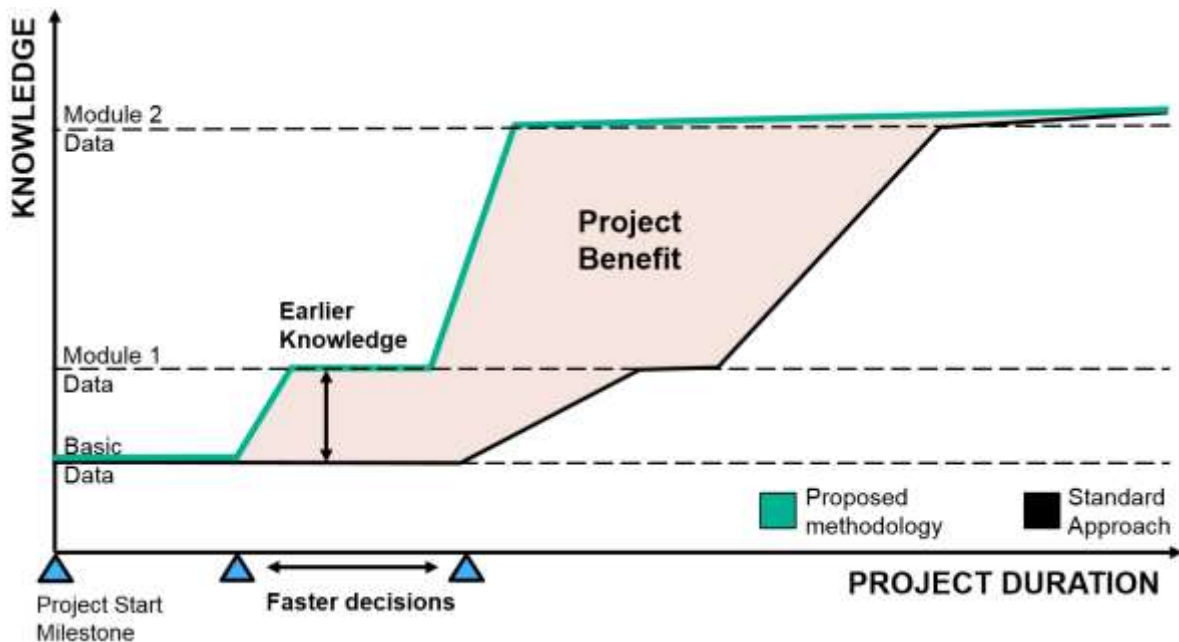 KNOWLEDGE
Module 2
Data
Project
Benefit
Earlier
Knowledge
Module 1
Data
Basic
Data
Proposed
methodology
Standard
Approach
Project Start
Milestone
Faster decisions
PROJECT DURATION